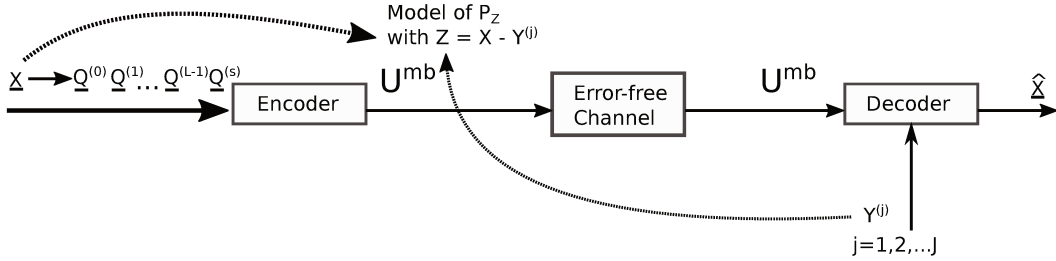 Model of P_Z
with Z = X - Y^(j)
X Q^(0) Q^(1) ... Q^(L-1) Q^(s)
U^mb
U^mb
X̂
Encoder
Error-free
Channel
Decoder
Y^(j)
j=1,2,...J